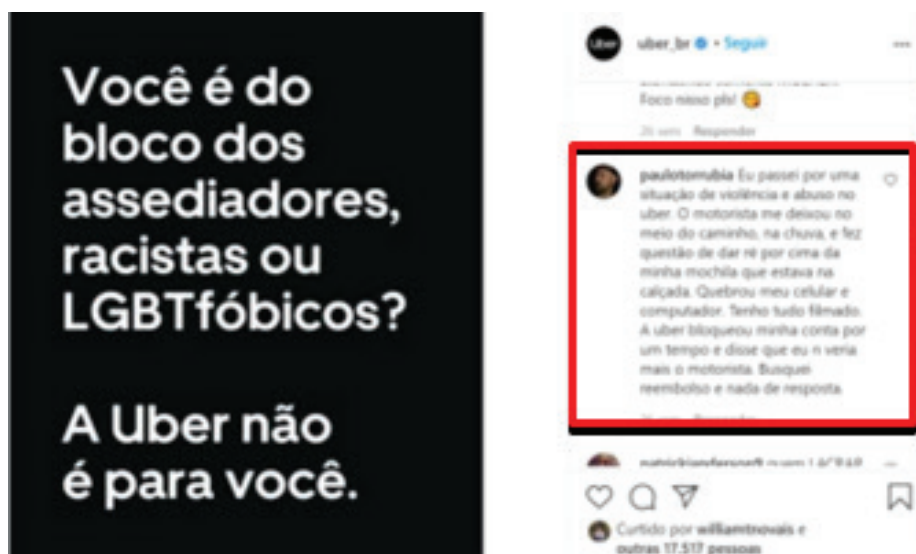 Você é do
bloco dos
assediadores,
racistas ou
LGBTfóbicos?
A Uber não
é para você.
Uber
uber_br • Seguir
Foco nisso pls!
26 sem Responder
paulotorrubia Eu passei por uma
situação de violência e abuso no
uber. O motorista me deixou no
meio do caminho, na chuva, e fez
questão de dar ré por cima da
minha mochila que estava na
calçada. Quebrou meu celular e
computador. Tenho tudo filmado.
A uber bloqueou minha conta por
um tempo e disse que eu n veria
mais o motorista. Busquei
reembolso e nada de resposta.
Curtido por williamtnovais e
outras 17.517 pessoas